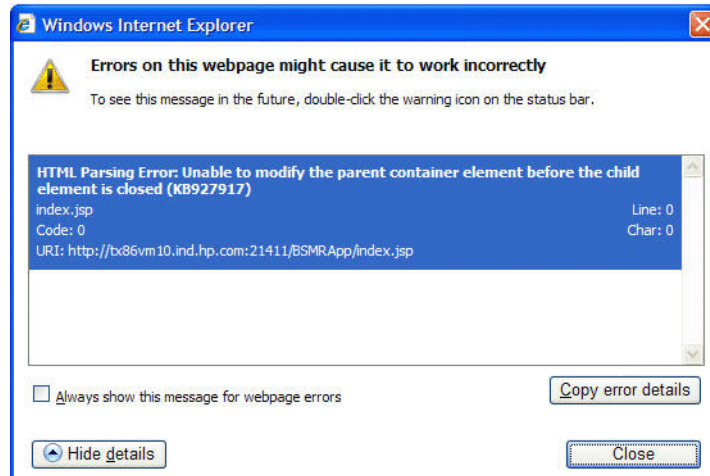 Windows Internet Explorer
Errors on this webpage might cause it to work incorrectly
To see this message in the future, double-click the warning icon on the status bar.
HTML Parsing Error: Unable to modify the parent container element before the child
element is closed (KB927917)
index.jsp Line: 0
Code: 0 Char: 0
URI: http://tx86vm10.ind.hp.com:21411/BSMRApp/index.jsp
Always show this message for webpage errors
Copy error details
Hide details
Close